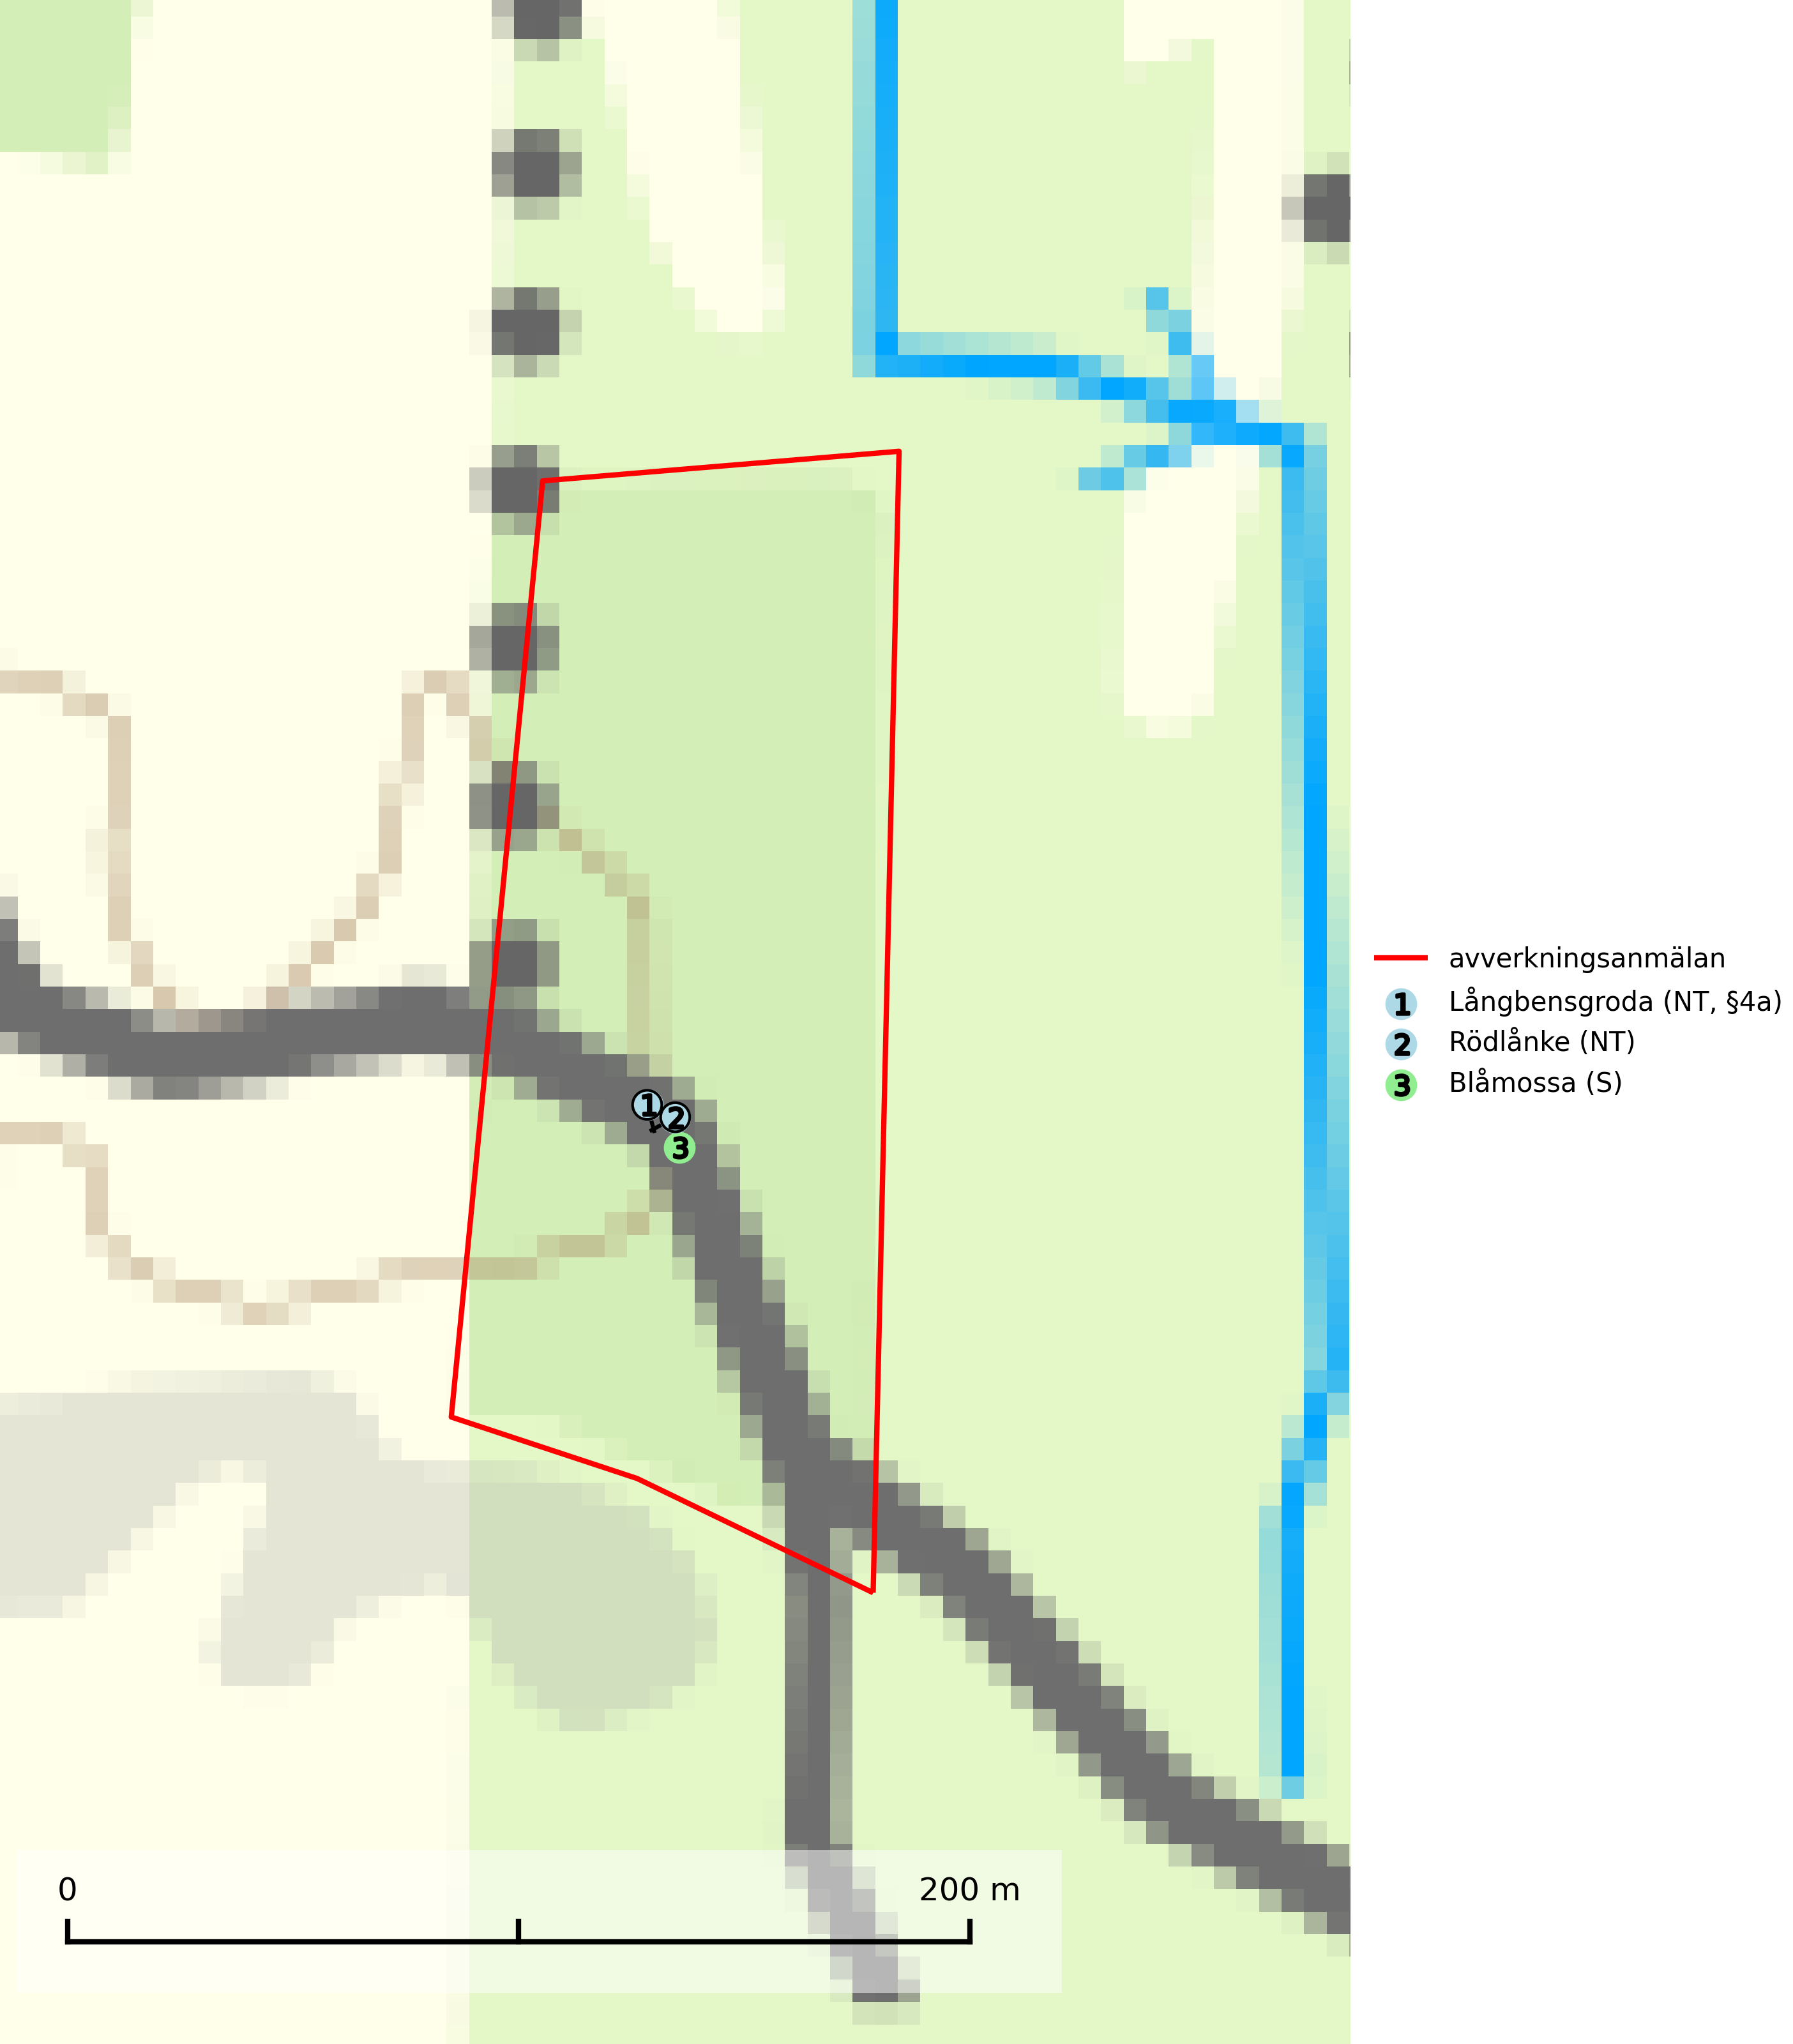 avverkningsanmälan
1 Långbensgroda (NT, §4a)
2 Rödlånke (NT)
3 Blåmossa (S)
1
2
3
0 200 m